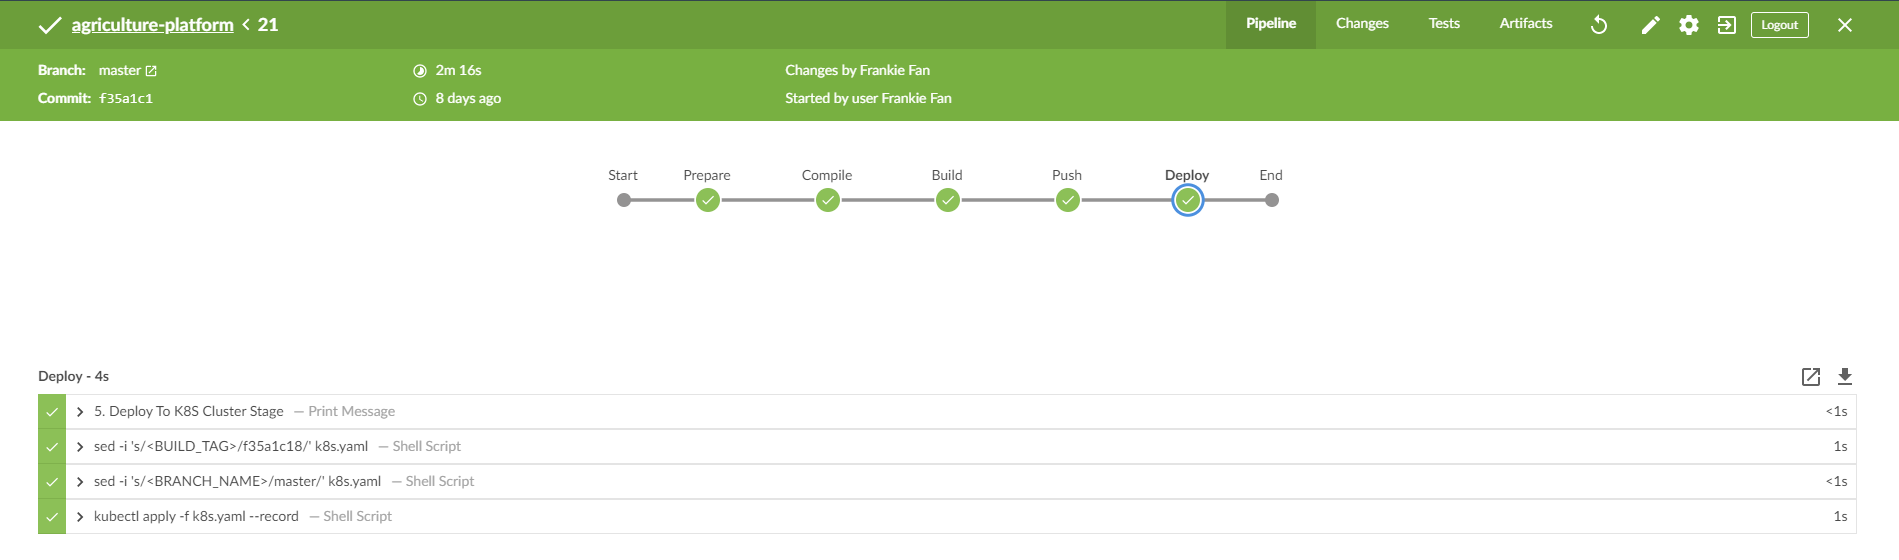 agriculture-platform < 21 Pipeline Changes Tests Artifacts Logout
Branch: master 2m 16s Changes by Frankie Fan
Commit: f35a1c1 8 days ago Started by user Frankie Fan
Start Prepare Compile Build Push Deploy End
Deploy - 4s
5. Deploy To K8S Cluster Stage — Print Message <1s
sed -i 's/<BUILD_TAG>/f35a1c18/' k8s.yaml — Shell Script 1s
sed -i 's/<BRANCH_NAME>/master/' k8s.yaml — Shell Script <1s
kubectl apply -f k8s.yaml --record — Shell Script 1s